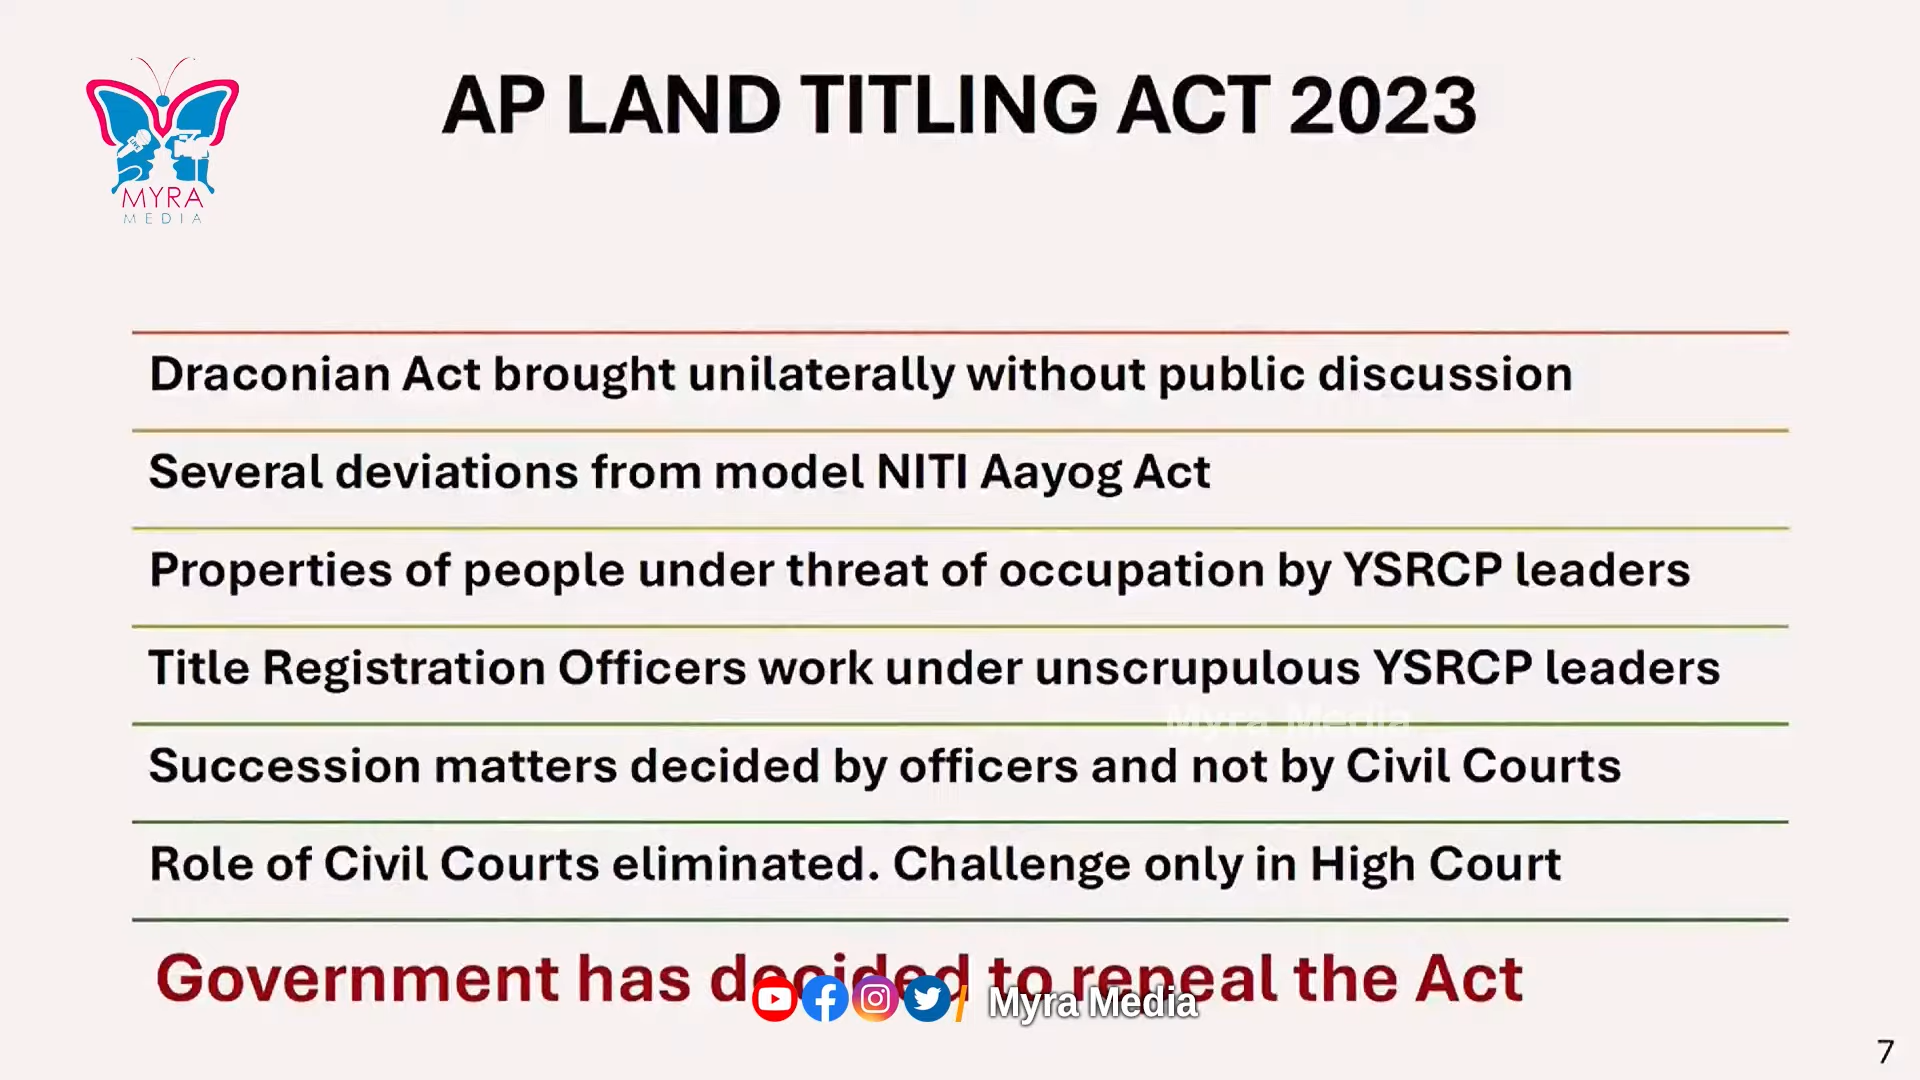 AP LAND TITLING ACT 2023
MYRA
MEDIA
Draconian Act brought unilaterally without public discussion
Several deviations from model NITI Aayog Act
Properties of people under threat of occupation by YSRCP leaders
Title Registration Officers work under unscrupulous YSRCP leaders
Myra Media
Succession matters decided by officers and not by Civil Courts
Role of Civil Courts eliminated. Challenge only in High Court
Government has decided to repeal the Act
/ Myra Media
7